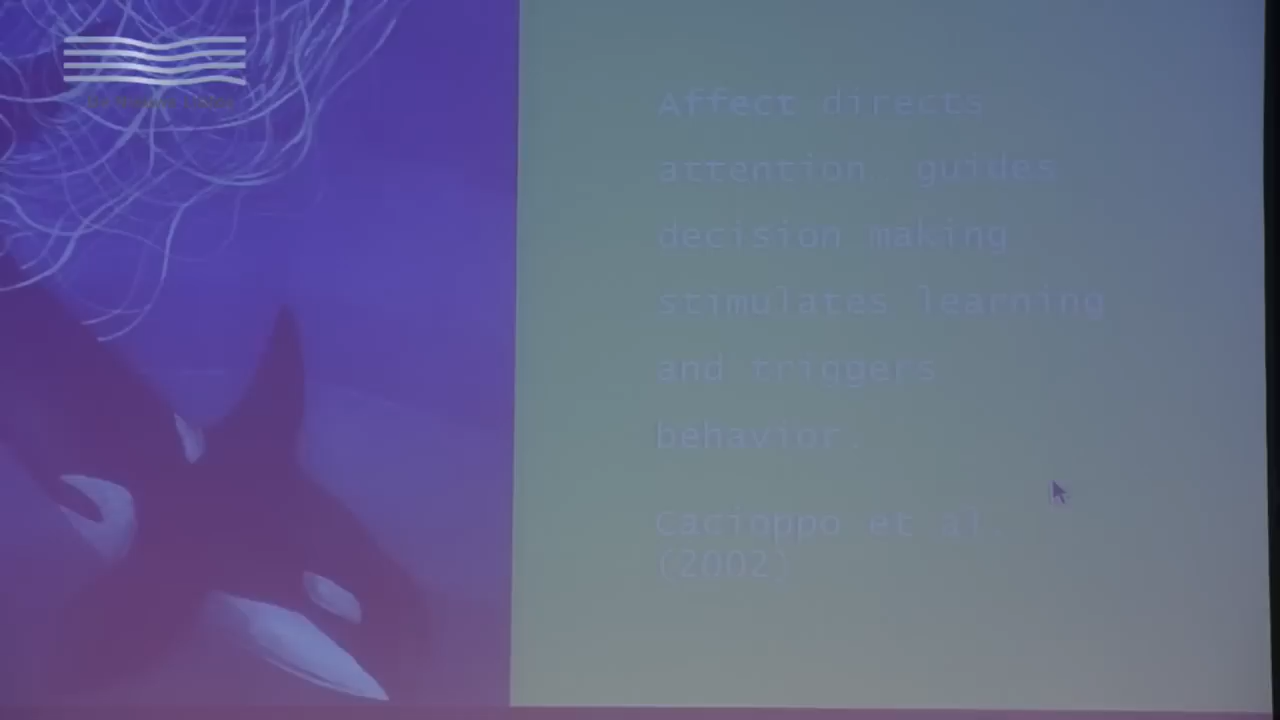 Affect directs
attention, guides
decision making
stimulates learning
and triggers
behavior.
Cacioppo et al.
(2002)